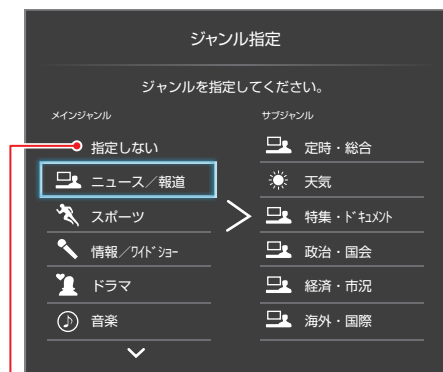 ジャンル指定
ジャンルを指定してください。
メインジャンル
指定しない
ニュース／報道
スポーツ
情報／ワイドショー
ドラマ
音楽
サブジャンル
定時・総合
天気
特集・ドキュメント
政治・国会
経済・市況
海外・国際